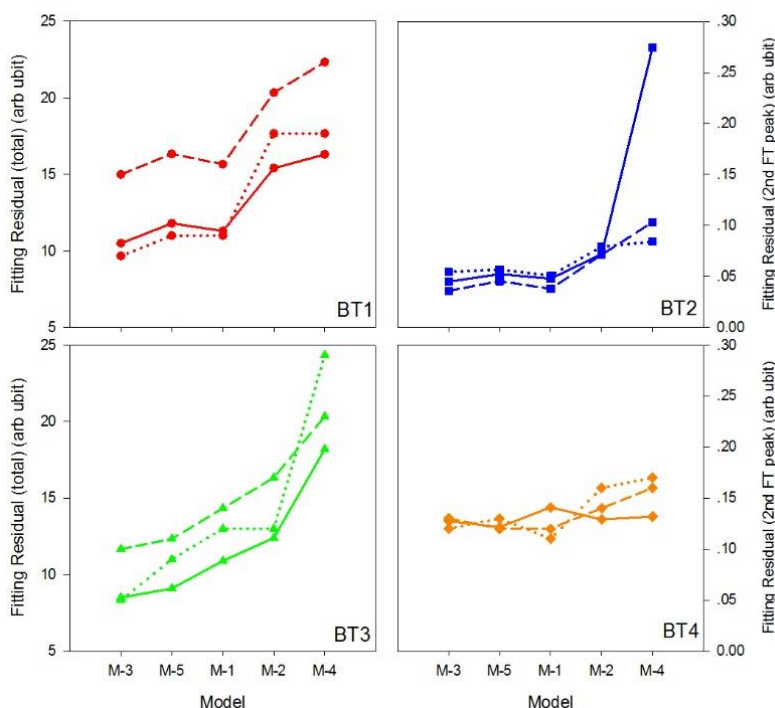 25
20
15
10
5
Fitting Residual (total) (arb ubit)
BT1
BT2
.30
.25
.20
.15
.10
.05
0.00
Fitting Residual (2nd FT peak) (arb ubit)
25
20
15
10
5
Fitting Residual (total) (arb ubit)
BT3
BT4
.30
.25
.20
.15
.10
.05
0.00
Fitting Residual (2nd FT peak) (arb ubit)
M-3 M-5 M-1 M-2 M-4
M-3 M-5 M-1 M-2 M-4
Model
Model